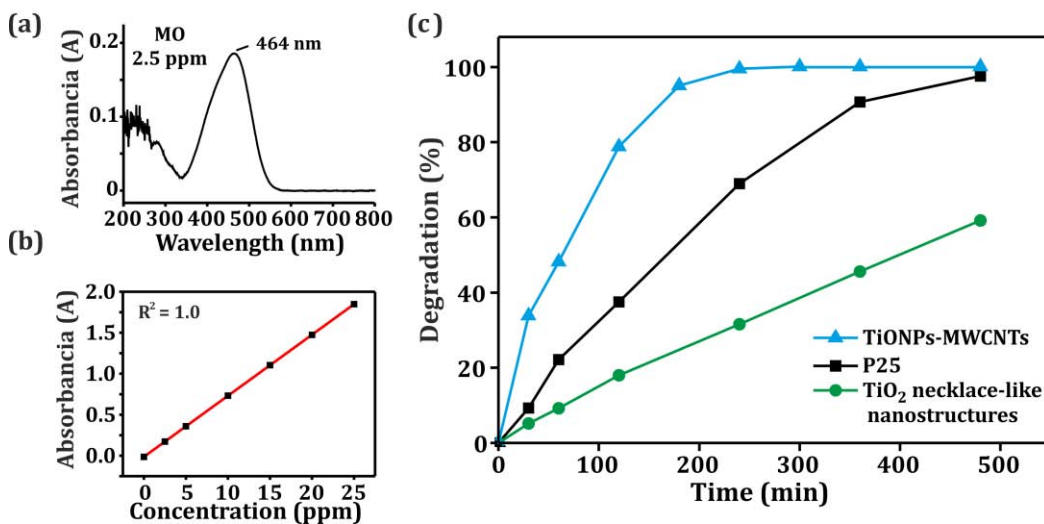 (a)
MO
2.5 ppm
464 nm
Absorbancia (A)
0.2
0.1
0
200 300 400 500 600 700 800
Wavelength (nm)
(b)
R² = 1.0
Absorbancia (A)
2.0
1.5
1.0
0.5
0.0
0 5 10 15 20 25
Concentration (ppm)
(c)
Degradation (%)
100
80
60
40
20
0
0 100 200 300 400 500
Time (min)
TiONPs-MWCNTs
P25
TiO₂ necklace-like
nanostructures